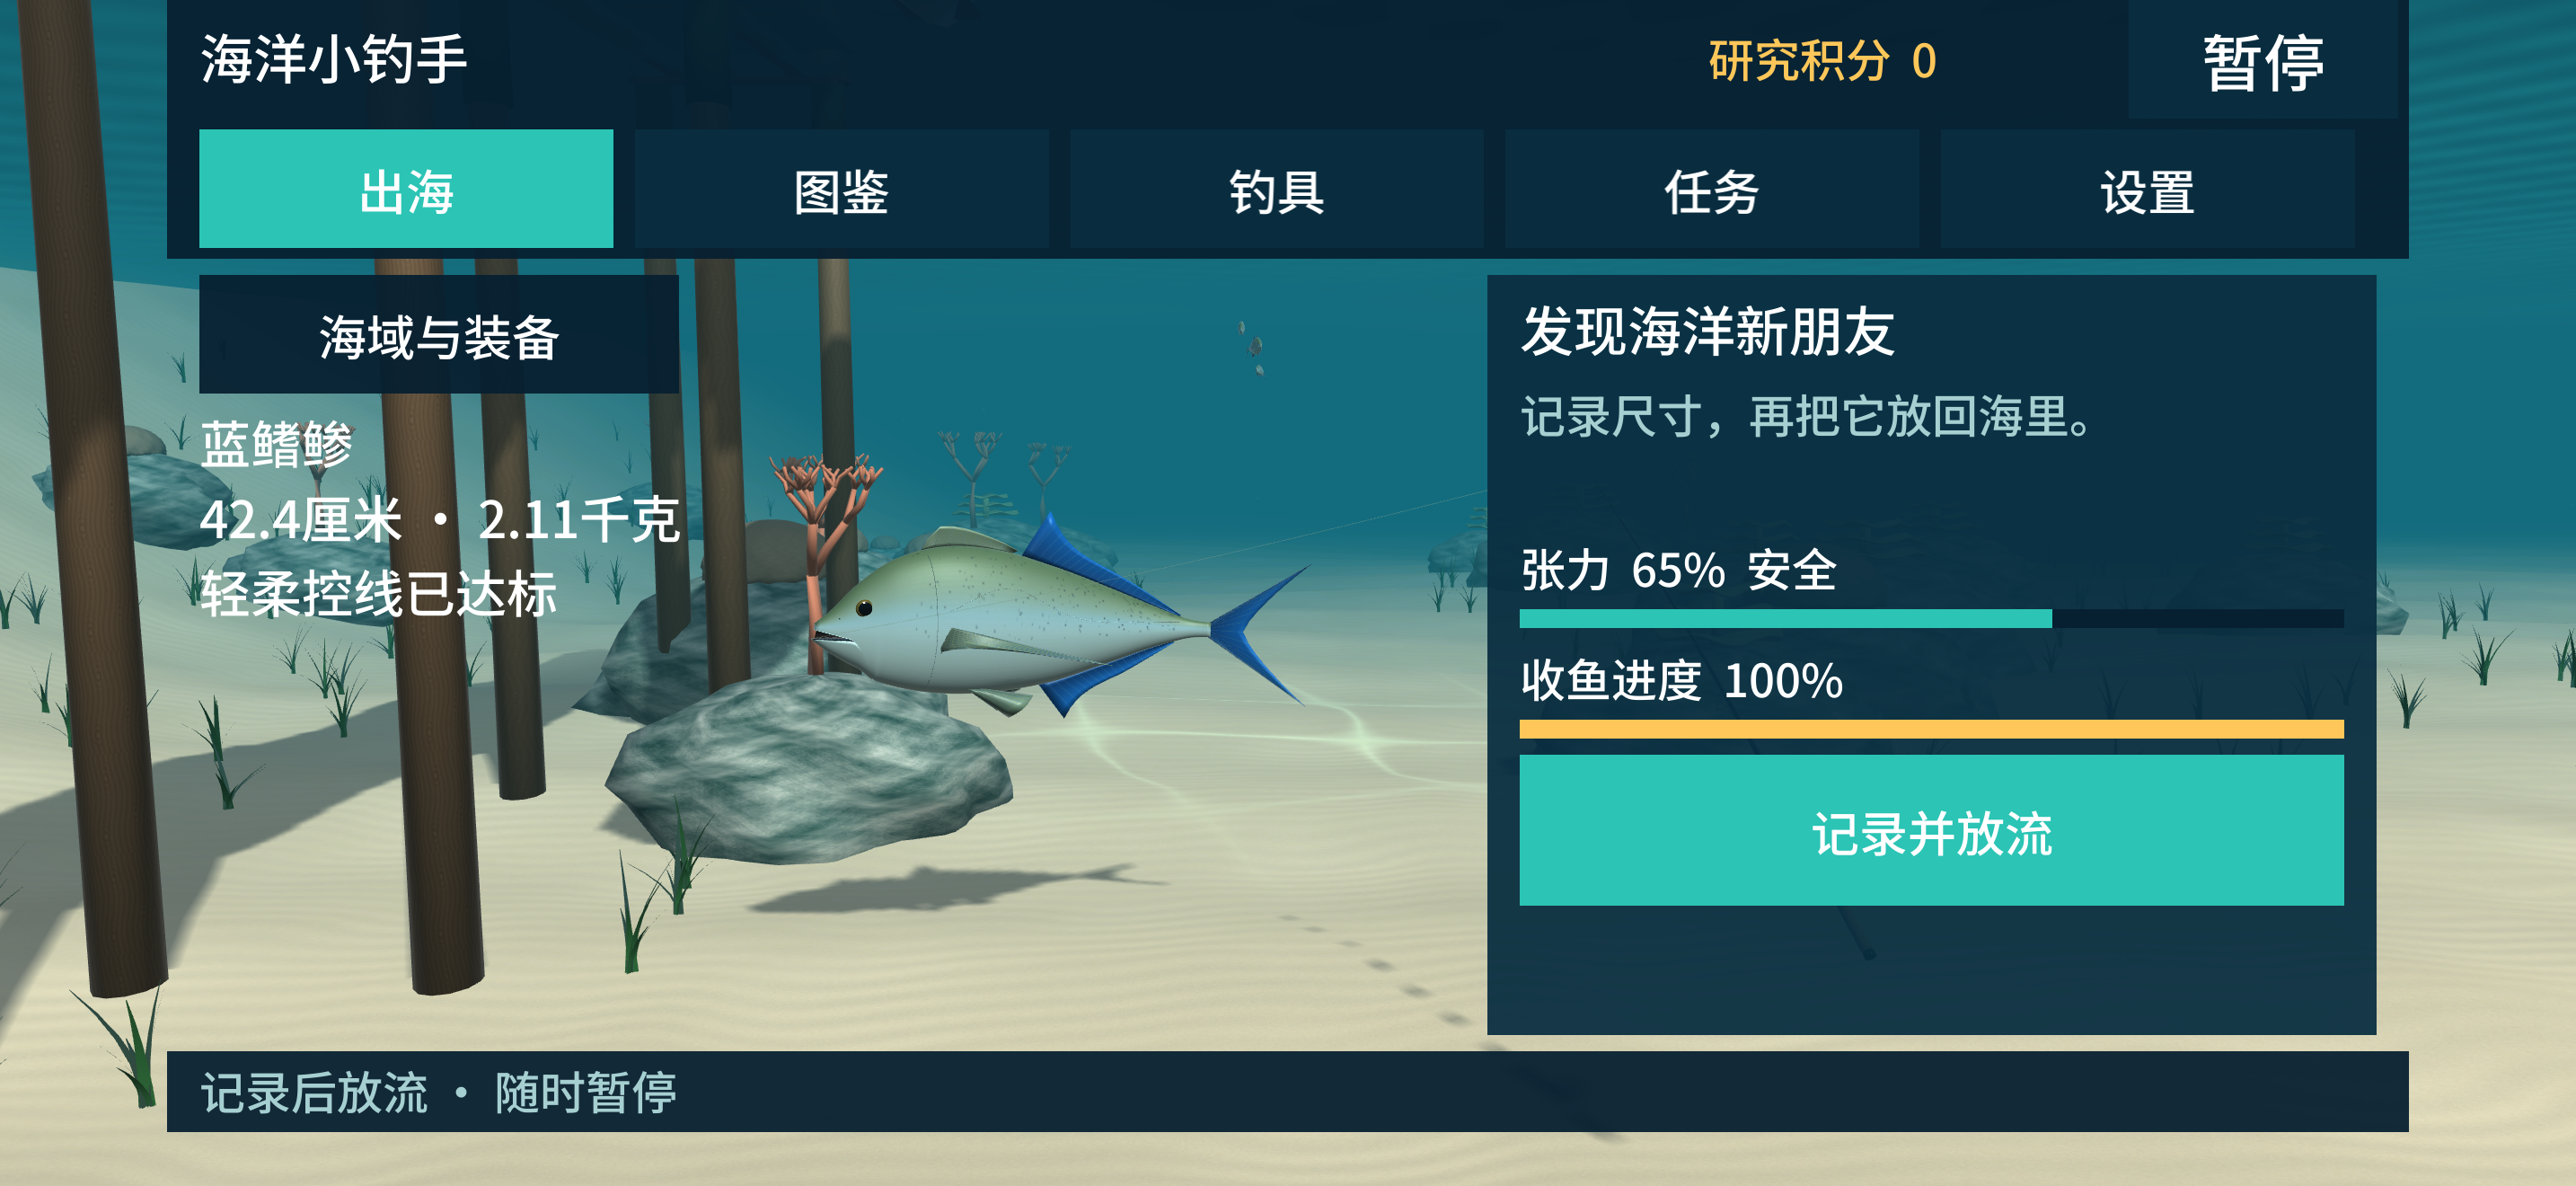 海洋小钓手
研究积分 0
暂停
出海
图鉴
钓具
任务
设置
海域与装备
蓝鳍鲹
42.4厘米 · 2.11千克
轻柔控线已达标
发现海洋新朋友
记录尺寸，再把它放回海里。
张力 65% 安全
收鱼进度 100%
记录并放流
记录后放流 · 随时暂停